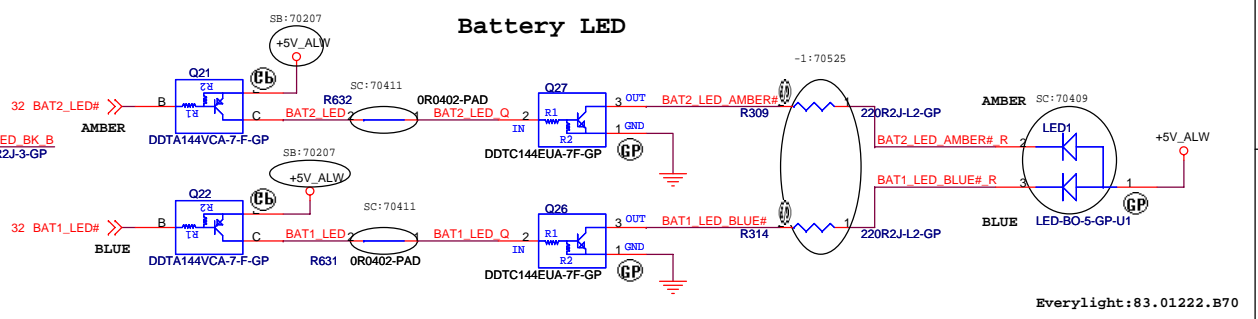 Battery LED
SB:70207
+5V_ALW
Q21
R2
R1
B
E
C
32 BAT2_LED#
AMBER
DDTA144VCA-7-F-GP
BAT2_LED
SC:70411
R632
2
1
0R0402-PAD
BAT2_LED_Q
2
IN
Q27
R1
R2
3 OUT
1 GND
DDTC144EUA-7F-GP
GP
BAT2_LED_AMBER#
-1:70525
R309
1
220R2J-L2-GP
BAT2_LED_AMBER#_R
AMBER
SC:70409
LED1
2
3
1
+5V_ALW
GP
LED-BO-5-GP-U1
BLUE
BAT1_LED_BLUE#_R
ED_BK_B
R2J-3-GP
SB:70207
+5V_ALW
Q22
R2
R1
B
E
C
32 BAT1_LED#
BLUE
DDTA144VCA-7-F-GP
BAT1_LED
SC:70411
R631
2
1
0R0402-PAD
BAT1_LED_Q
2
IN
Q26
R1
R2
3 OUT
1 GND
DDTC144EUA-7F-GP
GP
BAT1_LED_BLUE#
R314
1
220R2J-L2-GP
Everylight:83.01222.B70